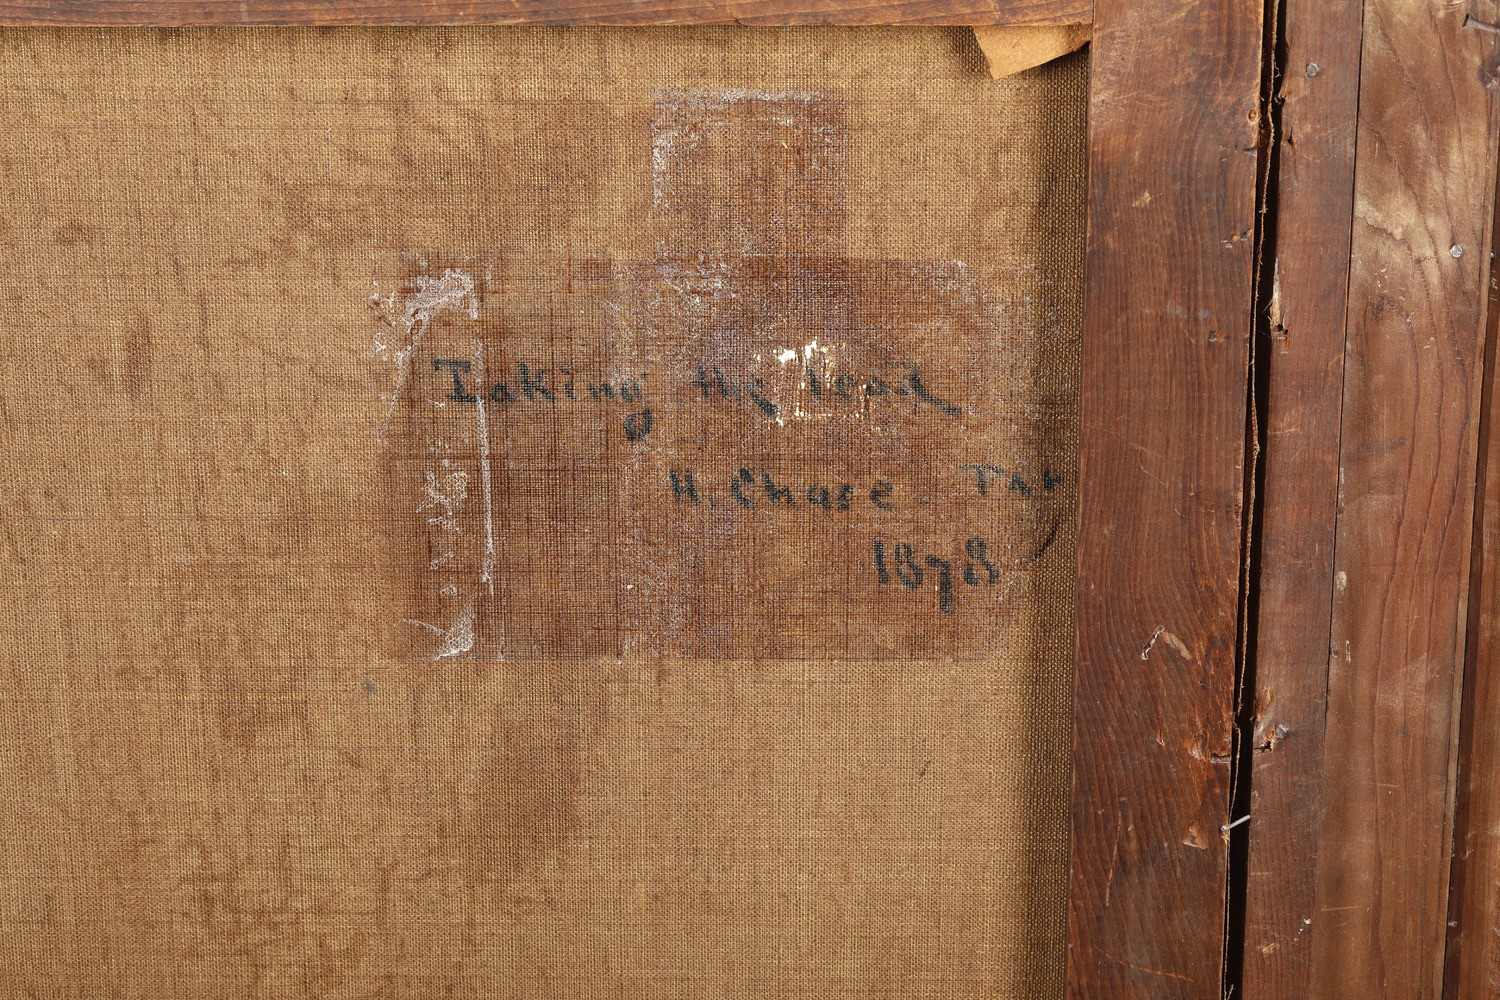 Taking the lead
H. Chase.
1878